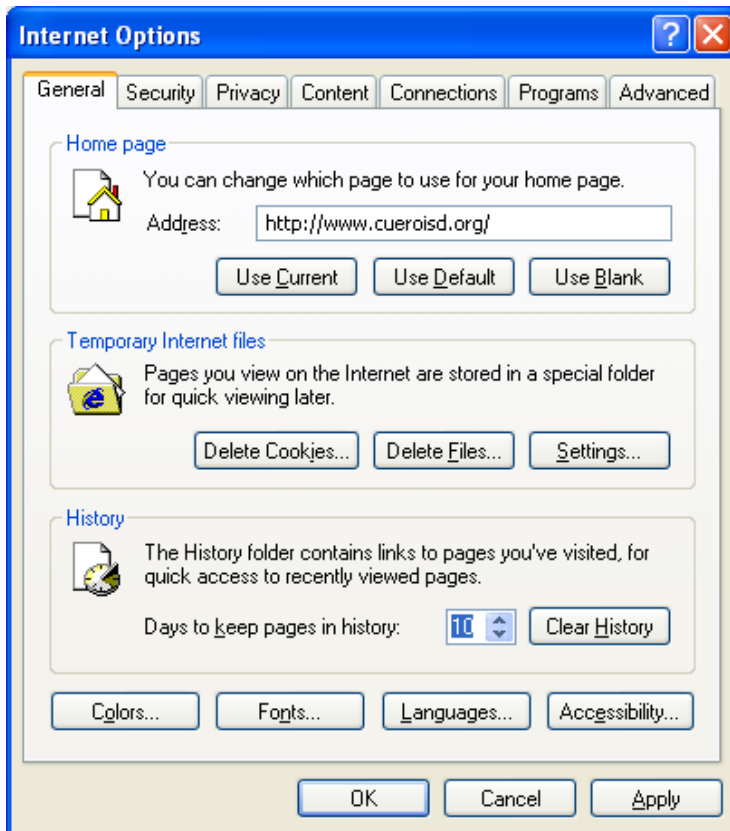 Internet Options
General Security Privacy Content Connections Programs Advanced
Home page
You can change which page to use for your home page.
Address: http://www.cueroisd.org/
Use Current Use Default Use Blank
Temporary Internet files
Pages you view on the Internet are stored in a special folder
for quick viewing later.
Delete Cookies... Delete Files... Settings...
History
The History folder contains links to pages you've visited, for
quick access to recently viewed pages.
Days to keep pages in history: 10 Clear History
Colors... Fonts... Languages... Accessibility...
OK Cancel Apply